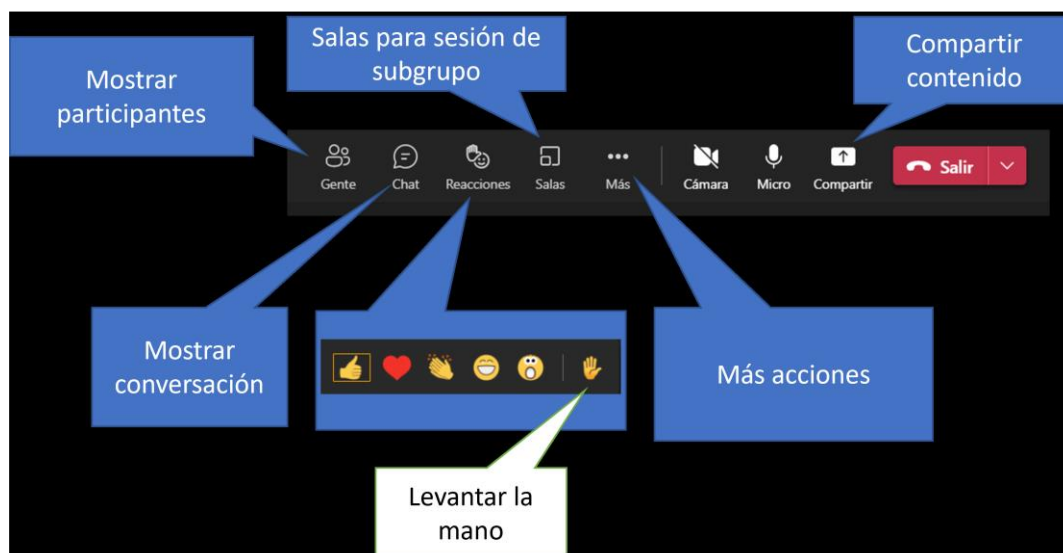 Mostrar
participantes
Salas para sesión de
subgrupo
Compartir
contenido
Gente
Chat
Reacciones
Salas
Más
Cámara
Micro
Compartir
Salir
Mostrar
conversación
Más acciones
Levantar la
mano